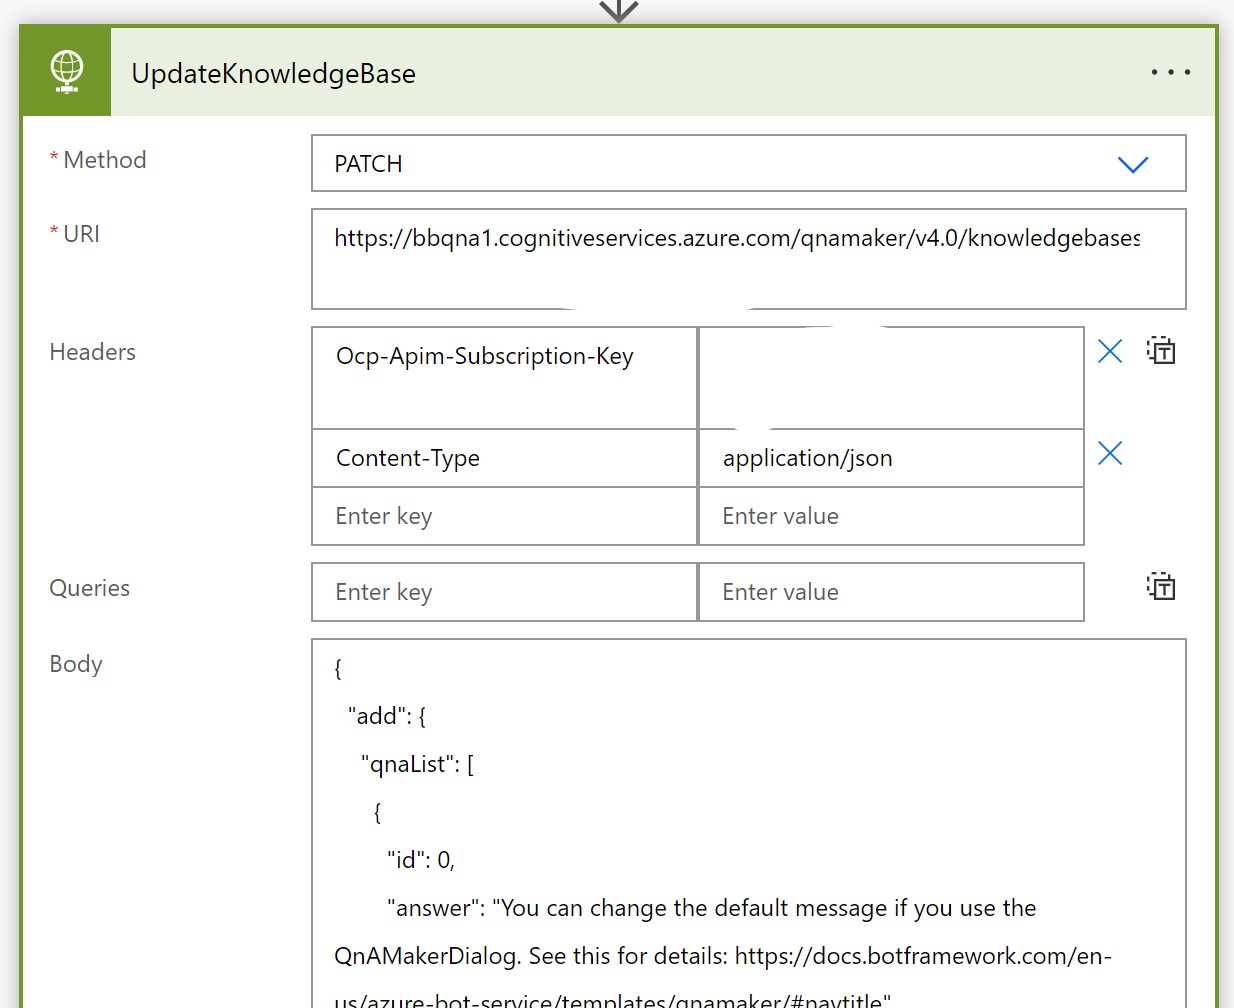 UpdateKnowledgeBase
* Method
PATCH
* URI
https://bbqna1.cognitiveservices.azure.com/qnamaker/v4.0/knowledgebases
Headers
Ocp-Apim-Subscription-Key
Content-Type
application/json
Enter key
Enter value
Queries
Enter key
Enter value
Body
{
"add": {
"qnaList": [
{
"id": 0,
"answer": "You can change the default message if you use the
QnAMakerDialog. See this for details: https://docs.botframework.com/en-
us/azure-bot-service/templates/qnamaker/#navtitle"